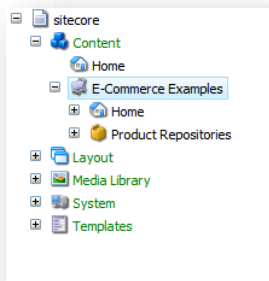 sitecore
Content
Home
E-Commerce Examples
Home
Product Repositories
Layout
Media Library
System
Templates